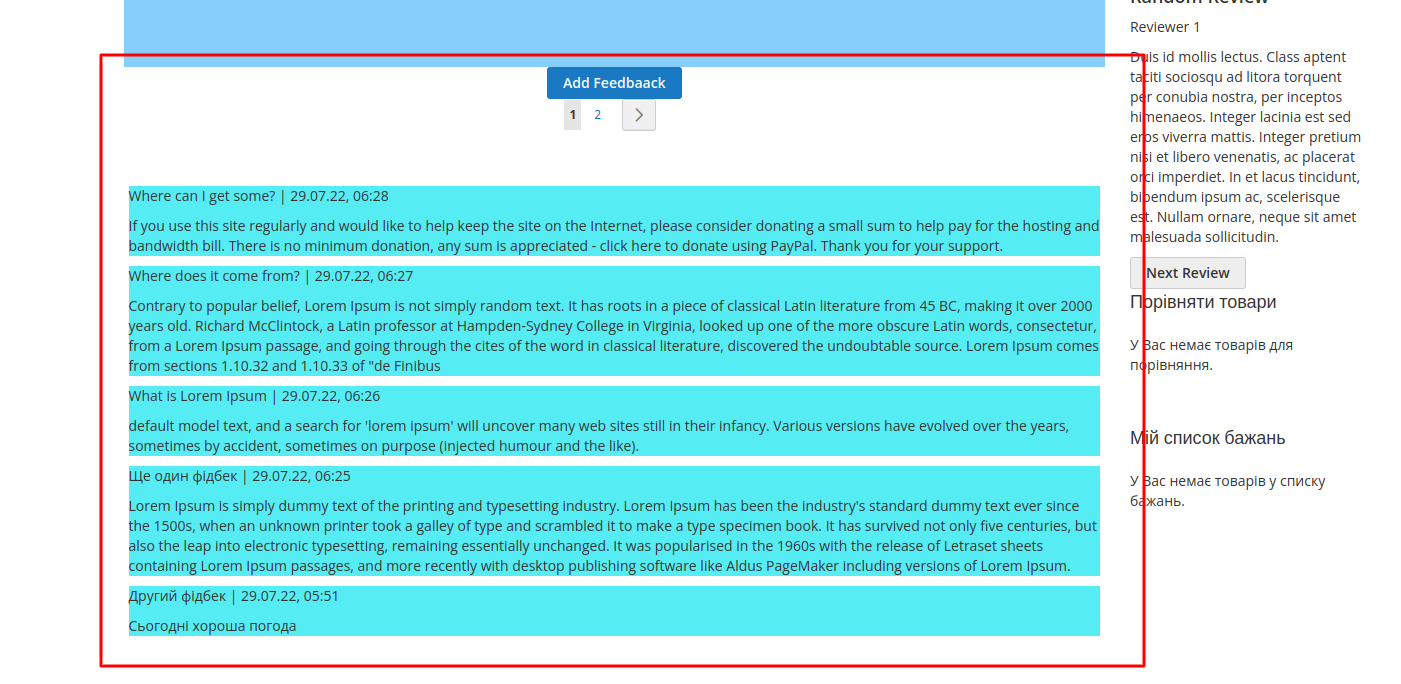 Add Feedbaack
1 2
Where can I get some? | 29.07.22, 06:28
If you use this site regularly and would like to help keep the site on the Internet, please consider donating a small sum to help pay for the hosting and
bandwidth bill. There is no minimum donation, any sum is appreciated - click here to donate using PayPal. Thank you for your support.
Where does it come from? | 29.07.22, 06:27
Contrary to popular belief, Lorem Ipsum is not simply random text. It has roots in a piece of classical Latin literature from 45 BC, making it over 2000
years old. Richard McClintock, a Latin professor at Hampden-Sydney College in Virginia, looked up one of the more obscure Latin words, consectetur,
from a Lorem Ipsum passage, and going through the cites of the word in classical literature, discovered the undoubtable source. Lorem Ipsum comes
from sections 1.10.32 and 1.10.33 of "de Finibus
What is Lorem Ipsum | 29.07.22, 06:26
default model text, and a search for 'lorem ipsum' will uncover many web sites still in their infancy. Various versions have evolved over the years,
sometimes by accident, sometimes on purpose (injected humour and the like).
Ще один фідбек | 29.07.22, 06:25
Lorem Ipsum is simply dummy text of the printing and typesetting industry. Lorem Ipsum has been the industry's standard dummy text ever since
the 1500s, when an unknown printer took a galley of type and scrambled it to make a type specimen book. It has survived not only five centuries, but
also the leap into electronic typesetting, remaining essentially unchanged. It was popularised in the 1960s with the release of Letraset sheets
containing Lorem Ipsum passages, and more recently with desktop publishing software like Aldus PageMaker including versions of Lorem Ipsum.
Другий фідбек | 29.07.22, 05:51
Сьогодні хороша погода
Random Review
Reviewer 1
Duis id mollis lectus. Class aptent
taciti sociosqu ad litora torquent
per conubia nostra, per inceptos
himenaeos. Integer lacinia est sed
eros viverra mattis. Integer pretium
nisi et libero venenatis, ac placerat
orci imperdiet. In et lacus tincidunt,
bibendum ipsum ac, scelerisque
est. Nullam ornare, neque sit amet
malesuada sollicitudin.
Next Review
Порівняти товари
У Вас немає товарів для
порівняння.
Мій список бажань
У Вас немає товарів у списку
бажань.